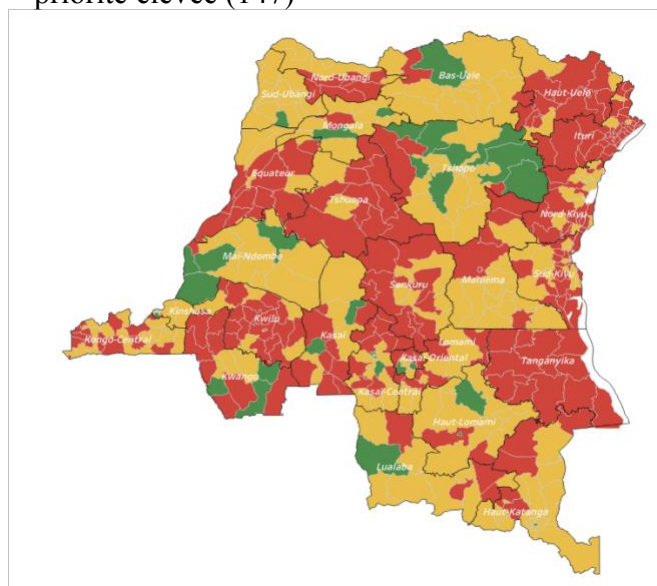 priorité élevée (147)
Nord-Ubangi
Bas-Uele
Sud-Ubangi
Haut-Uele
Mongala
Ituri
Tshopo
Equateur
Tshuapa
Nord-Kivu
Mai-Ndombe
Maniema
Sud-Kivu
Sankuru
Kinshasa
Kwilu
Kasai
Kongo-Central
Lomami
Kasai-Oriental
Tanganyika
Kwango
Kasai-Central
Haut-Lomami
Lualaba
Haut-Katanga